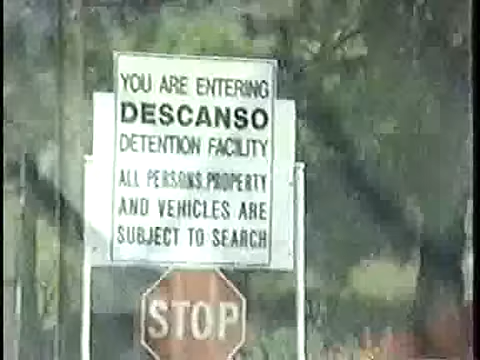 YOU ARE ENTERING
DESCANSO
DETENTION FACILITY
ALL PERSONS, PROPERTY
AND VEHICLES ARE
SUBJECT TO SEARCH
STOP